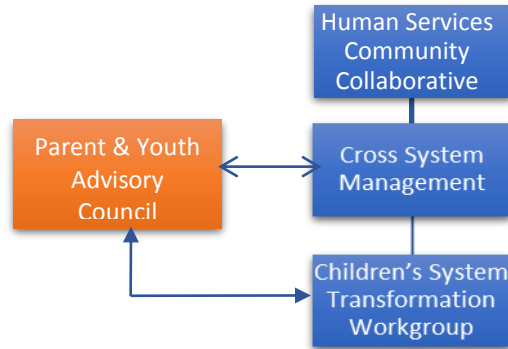 Human Services
Community
Collaborative
Parent & Youth
Advisory
Council
Cross System
Management
Children’s System
Transformation
Workgroup